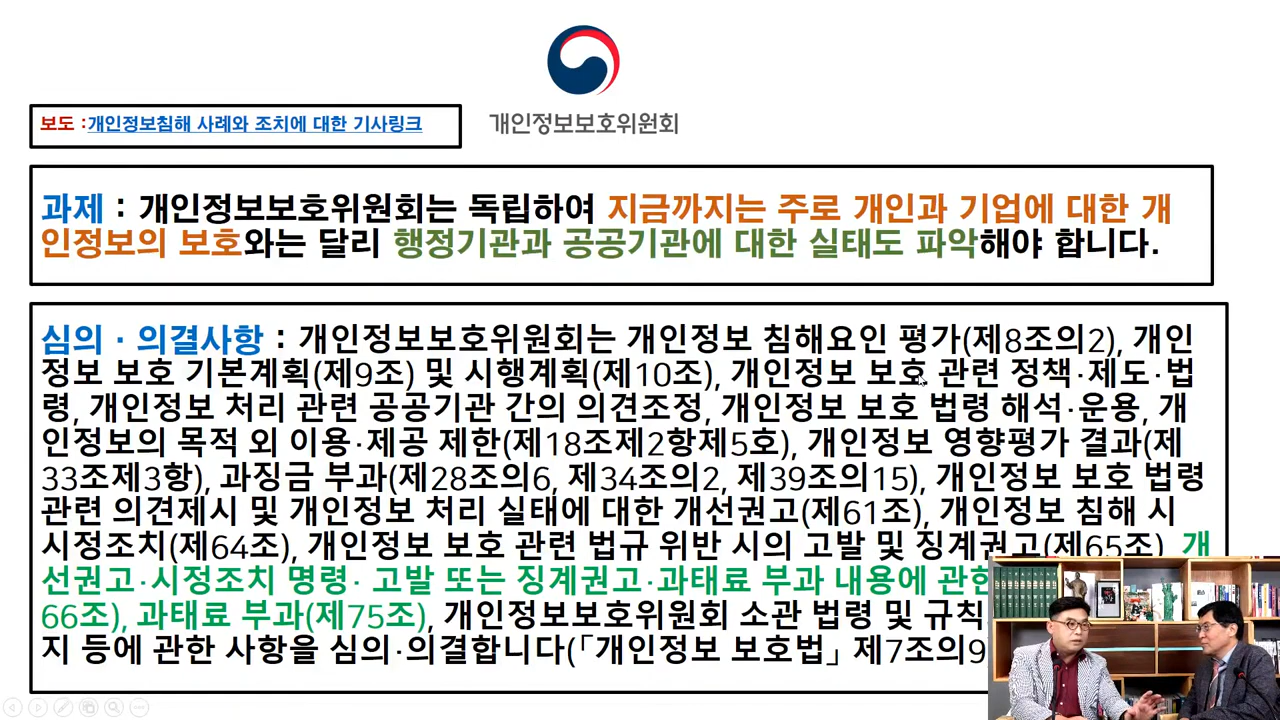 개인정보보호위원회
보도 :개인정보침해 사례와 조치에 대한 기사링크
과제 : 개인정보보호위원회는 독립하여 지금까지는 주로 개인과 기업에 대한 개
인정보의 보호와는 달리 행정기관과 공공기관에 대한 실태도 파악해야 합니다.
심의 · 의결사항 : 개인정보보호위원회는 개인정보 침해요인 평가(제8조의2), 개인
정보 보호 기본계획(제9조) 및 시행계획(제10조), 개인정보 보호 관련 정책·제도·법
령, 개인정보 처리 관련 공공기관 간의 의견조정, 개인정보 보호 법령 해석·운용, 개
인정보의 목적 외 이용·제공 제한(제18조제2항제5호), 개인정보 영향평가 결과(제
33조제3항), 과징금 부과(제28조의6, 제34조의2, 제39조의15), 개인정보 보호 법령
관련 의견제시 및 개인정보 처리 실태에 대한 개선권고(제61조), 개인정보 침해 시
시정조치(제64조), 개인정보 보호 관련 법규 위반 시의 고발 및 징계권고(제65조) 개
선권고·시정조치 명령· 고발 또는 징계권고·과태료 부과 내용에 관한
66조), 과태료 부과(제75조), 개인정보보호위원회 소관 법령 및 규칙
지 등에 관한 사항을 심의·의결합니다(「개인정보 보호법」 제7조의9